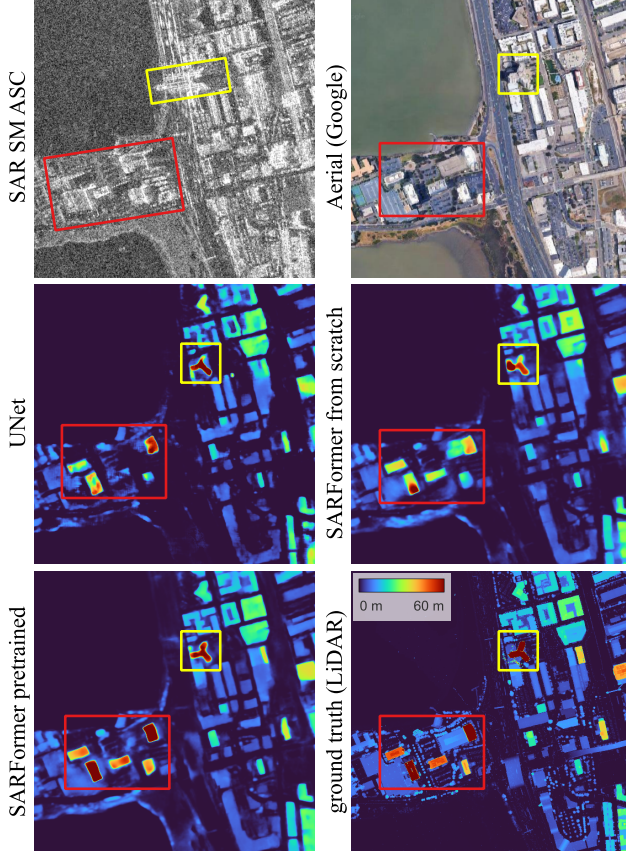 SAR SM ASC
Aerial (Google)
UNet
SARFormer from scratch
SARFormer pretrained
ground truth (LiDAR)
0 m 60 m